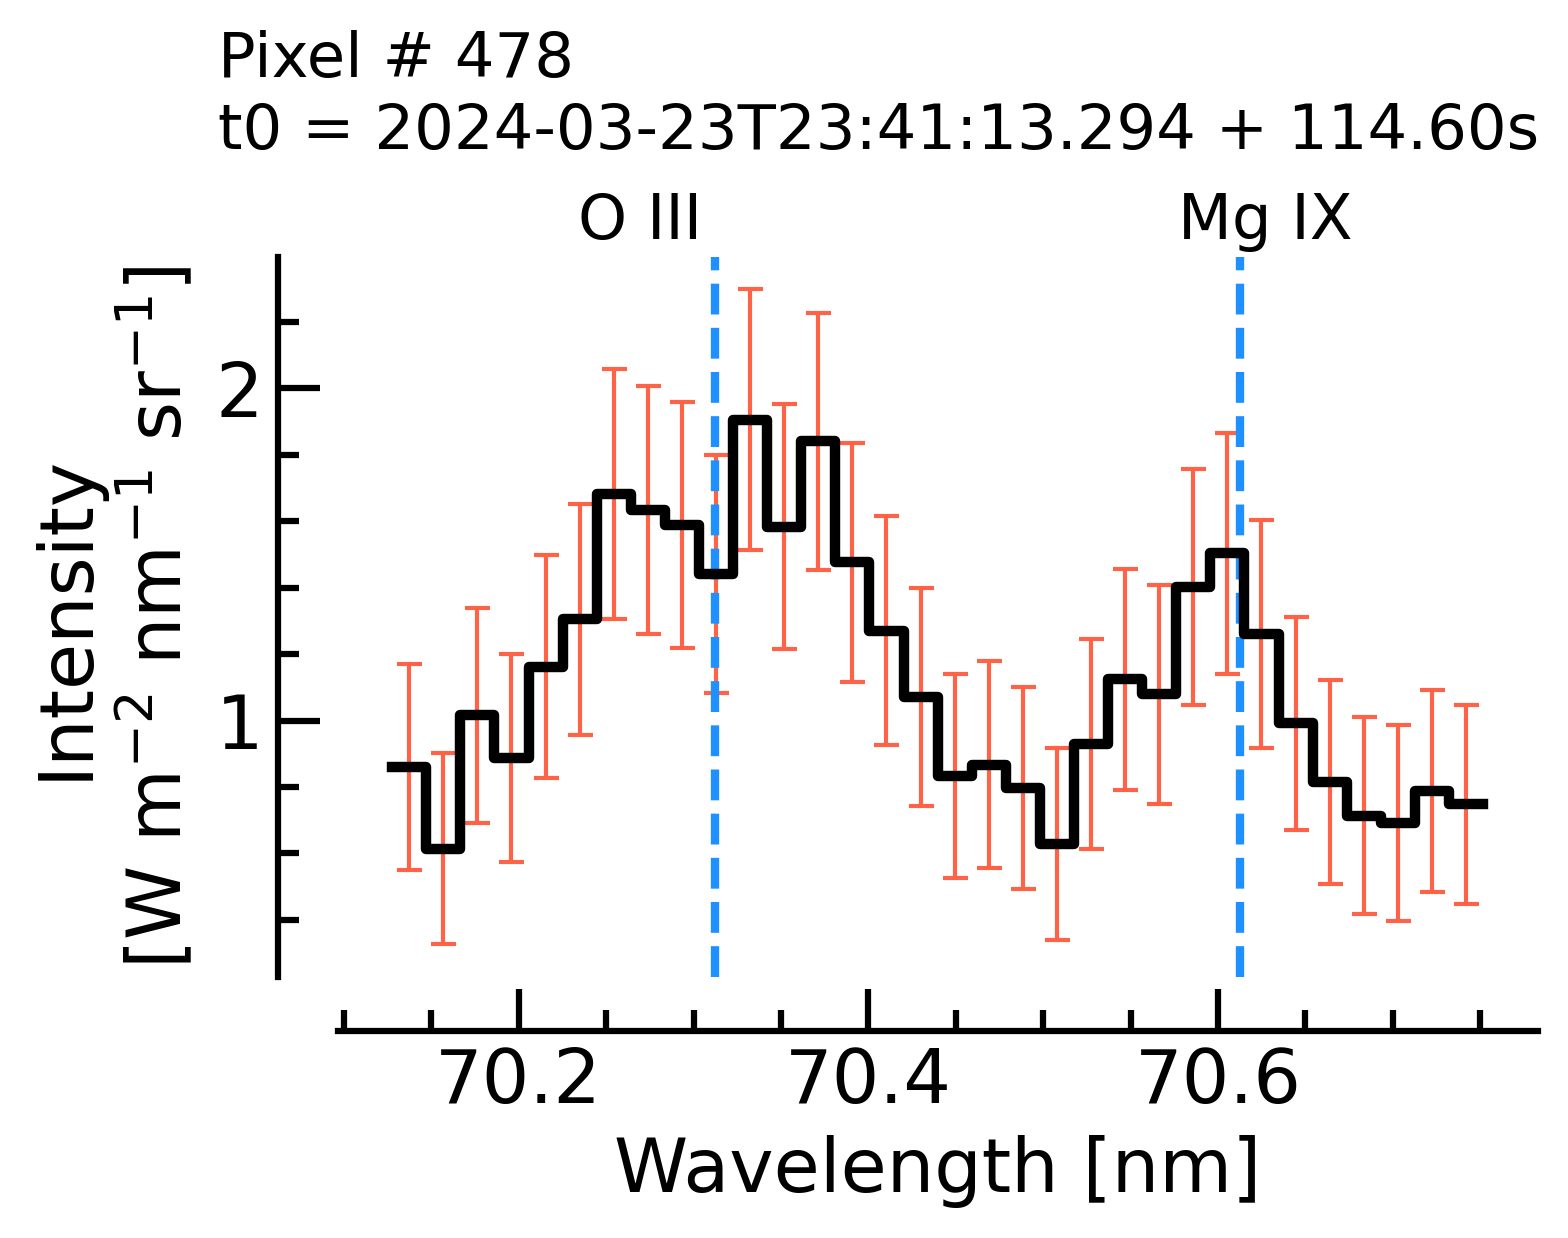 Pixel # 478
t0 = 2024-03-23T23:41:13.294 + 114.60s
O III
Mg IX
Intensity
[W m⁻² nm⁻¹ sr⁻¹]
2
1
70.2
70.4
70.6
Wavelength [nm]